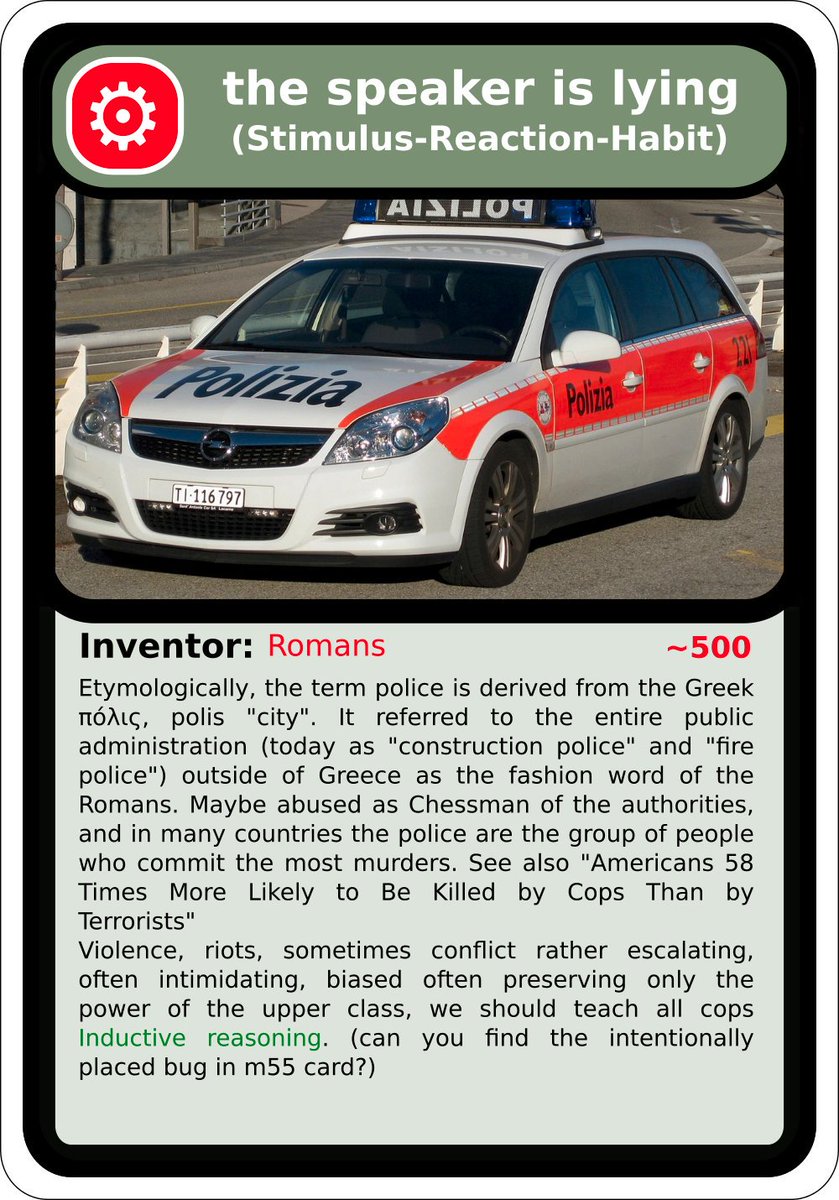 the speaker is lying
(Stimulus-Reaction-Habit)
POLIZIA
Polizia
Polizia
TI·116797
Inventor: Romans ~500
Etymologically, the term police is derived from the Greek
πόλις, polis "city". It referred to the entire public
administration (today as "construction police" and "fire
police") outside of Greece as the fashion word of the
Romans. Maybe abused as Chessman of the authorities,
and in many countries the police are the group of people
who commit the most murders. See also "Americans 58
Times More Likely to Be Killed by Cops Than by
Terrorists"
Violence, riots, sometimes conflict rather escalating,
often intimidating, biased often preserving only the
power of the upper class, we should teach all cops
Inductive reasoning. (can you find the intentionally
placed bug in m55 card?)